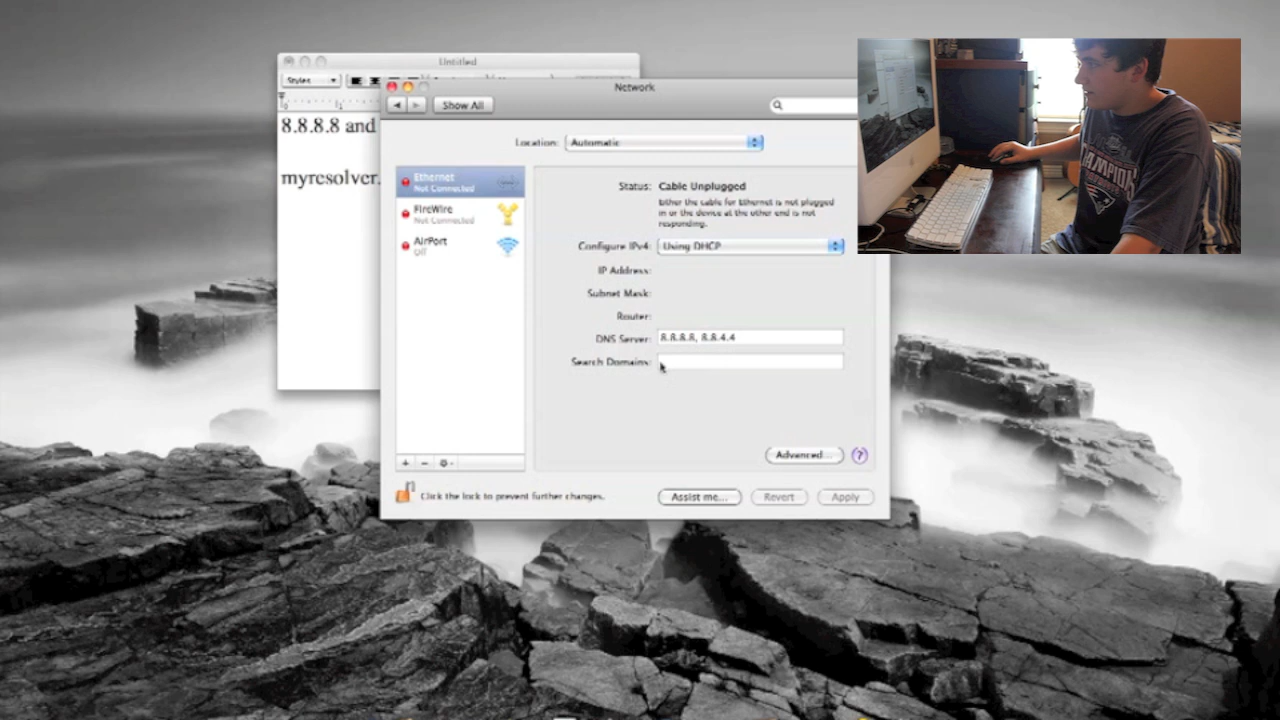 Untitled
Styles
8.8.8.8 and
myresolver.
Network
Show All
Location: Automatic
Ethernet
Not Connected
FireWire
Not Connected
AirPort
Off
Status: Cable Unplugged
Either the cable for Ethernet is not plugged
in or the device at the other end is not
responding.
Configure IPv4: Using DHCP
IP Address:
Subnet Mask:
Router:
DNS Server: 8.8.8.8, 8.8.4.4
Search Domains:
Advanced... ?
Click the lock to prevent further changes.
Assist me... Revert Apply
CHAMPIONS